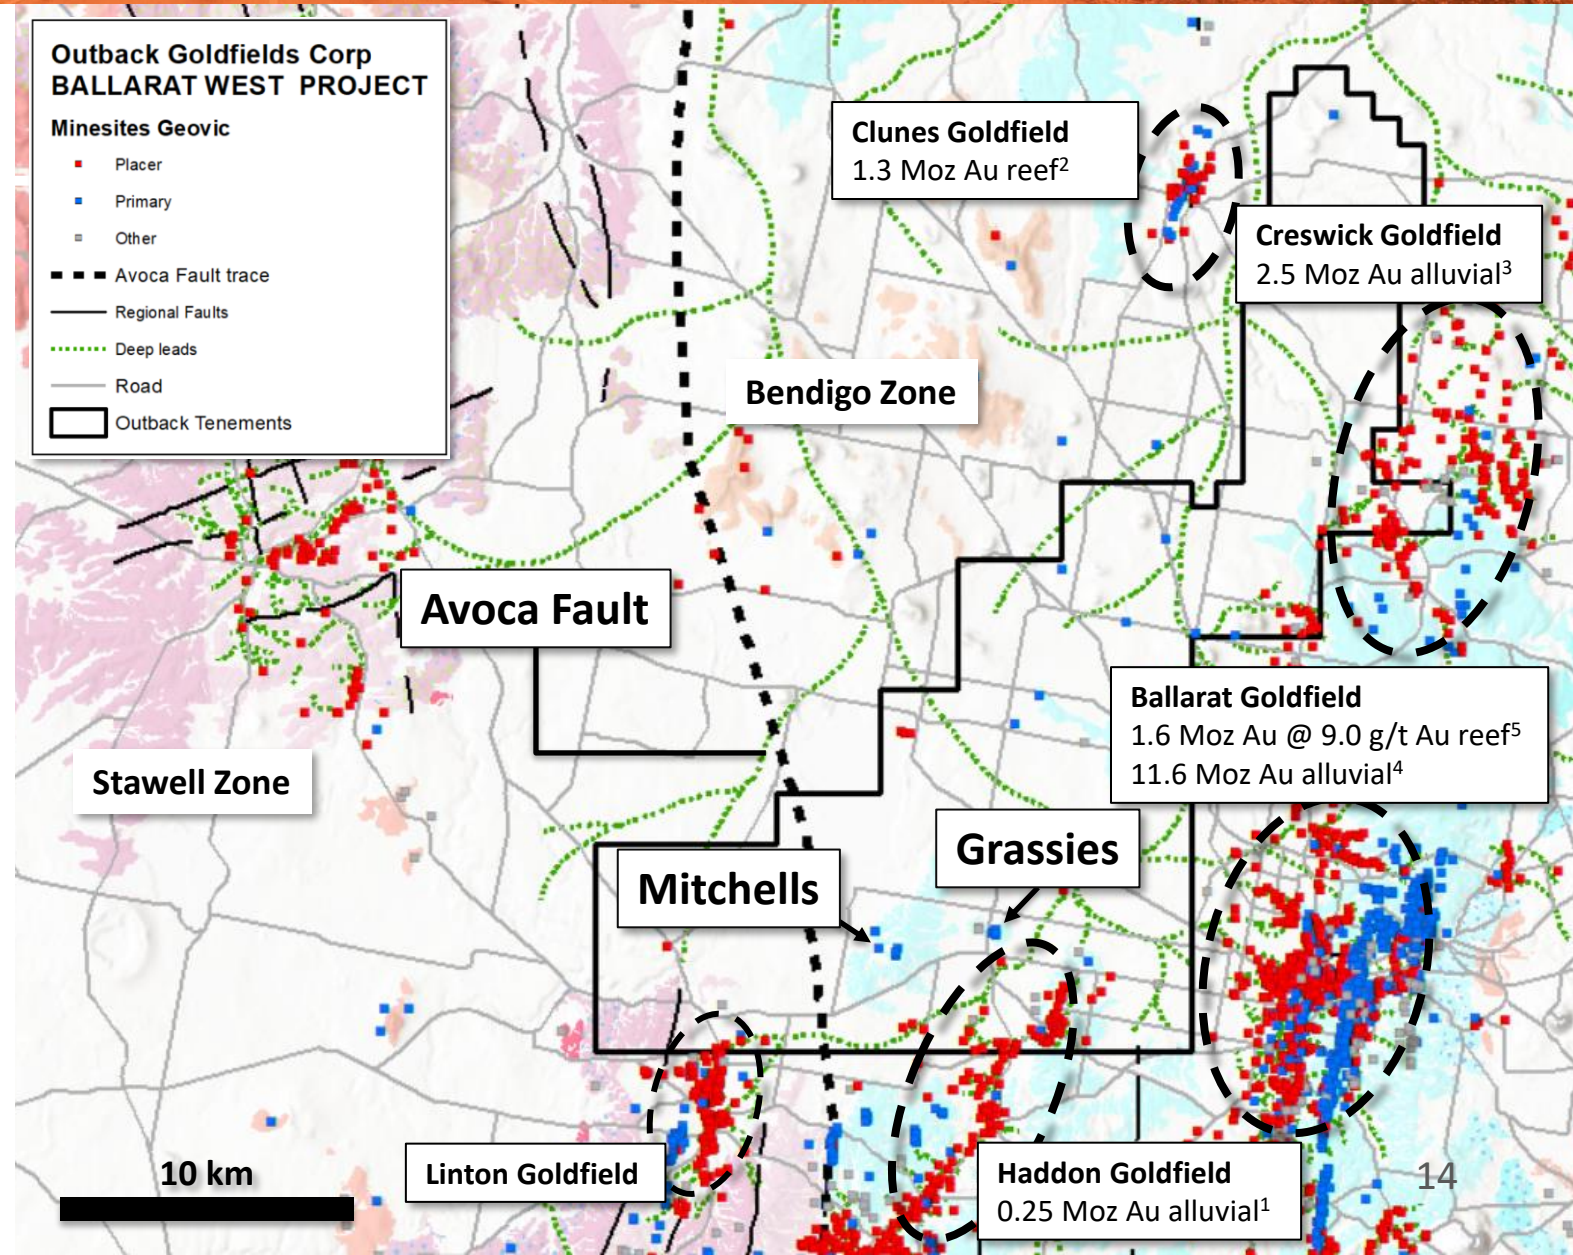 Outback Goldfields Corp
BALLARAT WEST PROJECT
Minesites Geovic
Placer
Primary
Other
Avoca Fault trace
Regional Faults
Deep leads
Road
Outback Tenements
Clunes Goldfield
1.3 Moz Au reef²
Creswick Goldfield
2.5 Moz Au alluvial³
Bendigo Zone
Avoca Fault
Ballarat Goldfield
1.6 Moz Au @ 9.0 g/t Au reef⁵
11.6 Moz Au alluvial⁴
Stawell Zone
Grassies
Mitchells
Linton Goldfield
Haddon Goldfield
0.25 Moz Au alluvial¹
10 km
14